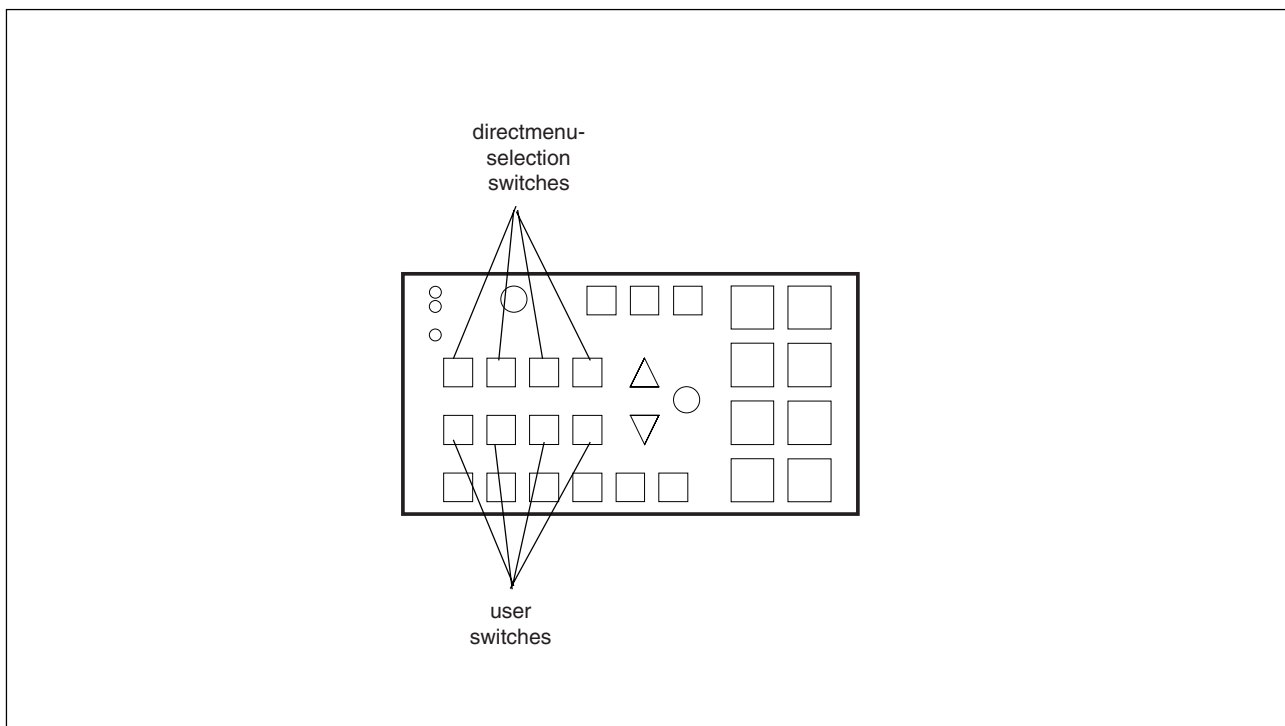 directmenu-
selection
switches
user
switches